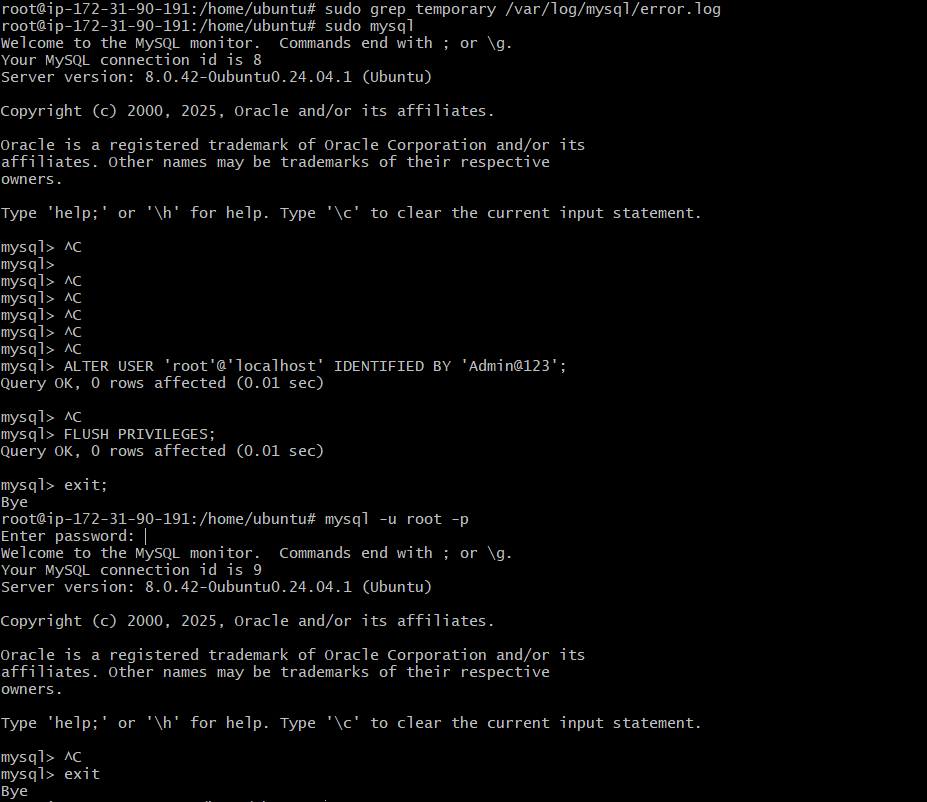 root@ip-172-31-90-191:/home/ubuntu# sudo grep temporary /var/log/mysql/error.log
root@ip-172-31-90-191:/home/ubuntu# sudo mysql
Welcome to the MySQL monitor.  Commands end with ; or \g.
Your MySQL connection id is 8
Server version: 8.0.42-0ubuntu0.24.04.1 (Ubuntu)
Copyright (c) 2000, 2025, Oracle and/or its affiliates.
Oracle is a registered trademark of Oracle Corporation and/or its
affiliates. Other names may be trademarks of their respective
owners.
Type 'help;' or '\h' for help. Type '\c' to clear the current input statement.
mysql> ^C
mysql>
mysql> ^C
mysql> ^C
mysql> ^C
mysql> ^C
mysql> ^C
mysql> ALTER USER 'root'@'localhost' IDENTIFIED BY 'Admin@123';
Query OK, 0 rows affected (0.01 sec)
mysql> ^C
mysql> FLUSH PRIVILEGES;
Query OK, 0 rows affected (0.01 sec)
mysql> exit;
Bye
root@ip-172-31-90-191:/home/ubuntu# mysql -u root -p
Enter password:
Welcome to the MySQL monitor.  Commands end with ; or \g.
Your MySQL connection id is 9
Server version: 8.0.42-0ubuntu0.24.04.1 (Ubuntu)
Copyright (c) 2000, 2025, Oracle and/or its affiliates.
Oracle is a registered trademark of Oracle Corporation and/or its
affiliates. Other names may be trademarks of their respective
owners.
Type 'help;' or '\h' for help. Type '\c' to clear the current input statement.
mysql> ^C
mysql> exit
Bye